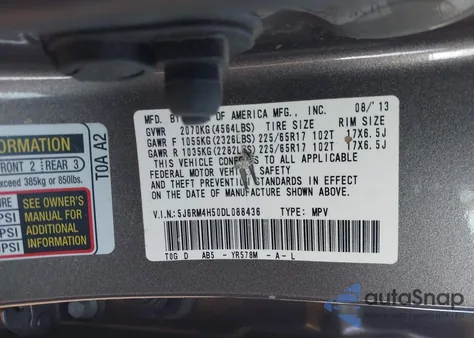 MFD. BY OF AMERICA MFG., INC. 08/'13
GVWR 2070KG(4564LBS) TIRE SIZE RIM SIZE
GAWR F 1055KG(2326LBS) 225/65R17 102T 17X6.5J
GAWR R 1035KG(2282LBS) 225/65R17 102T 17X6.5J
THIS VEHICLE CONFORMS TO ALL APPLICABLE
FEDERAL MOTOR VEHICLE SAFETY
AND THEFT PREVENTION STANDARDS IN EFFECT
ON THE DATE OF MANUFACTURE SHOWN ABOVE.
V.I.N: 5J6RM4H50DL086436 TYPE: MPV
T0G D AB5 - YR578M - A - L
T0A A2
FRONT 2 REAR 3
exceed 385kg or 850lbs.
SEE OWNER'S
MANUAL FOR
ADDITIONAL
INFORMATION
PSI
PSI
autoSnap